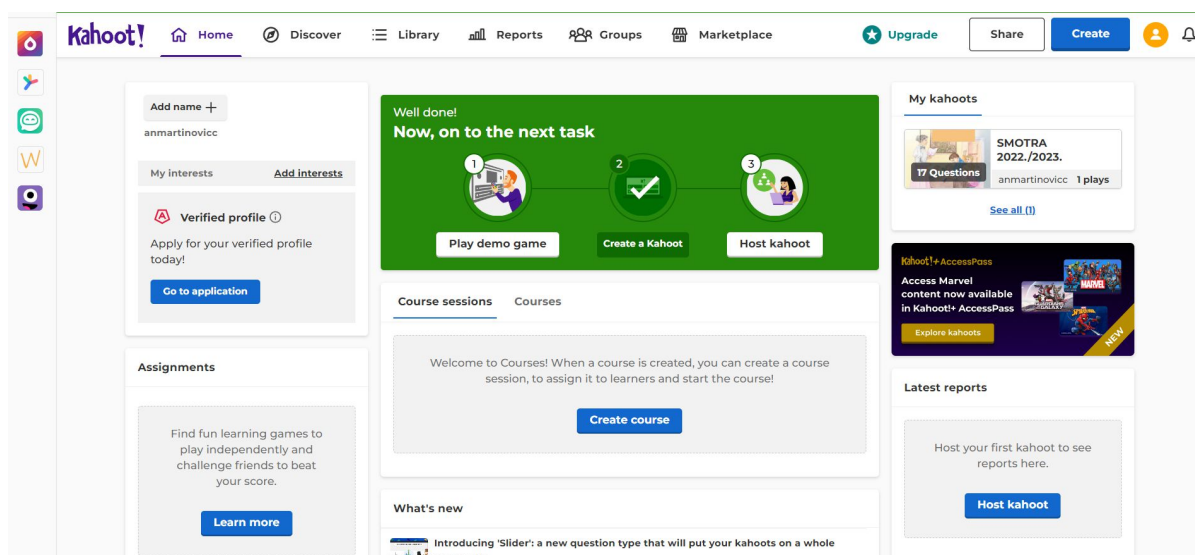 Kahoot!
Home
Discover
Library
Reports
Groups
Marketplace
Upgrade
Share
Create
Add name +
anmartinovicc
My interests
Add interests
Verified profile
Apply for your verified profile
today!
Go to application
Assignments
Find fun learning games to
play independently and
challenge friends to beat
your score.
Learn more
Well done!
Now, on to the next task
1
2
3
Play demo game
Create a Kahoot
Host kahoot
Course sessions
Courses
Welcome to Courses! When a course is created, you can create a course
session, to assign it to learners and start the course!
Create course
What's new
Introducing 'Slider': a new question type that will put your kahoots on a whole
My kahoots
17 Questions
SMOTRA
2022./2023.
anmartinovicc 1 plays
See all (1)
Kahoot!+AccessPass
Access Marvel
content now available
in Kahoot!+ AccessPass
Explore kahoots
MARVEL
NEW
Latest reports
Host your first kahoot to see
reports here.
Host kahoot